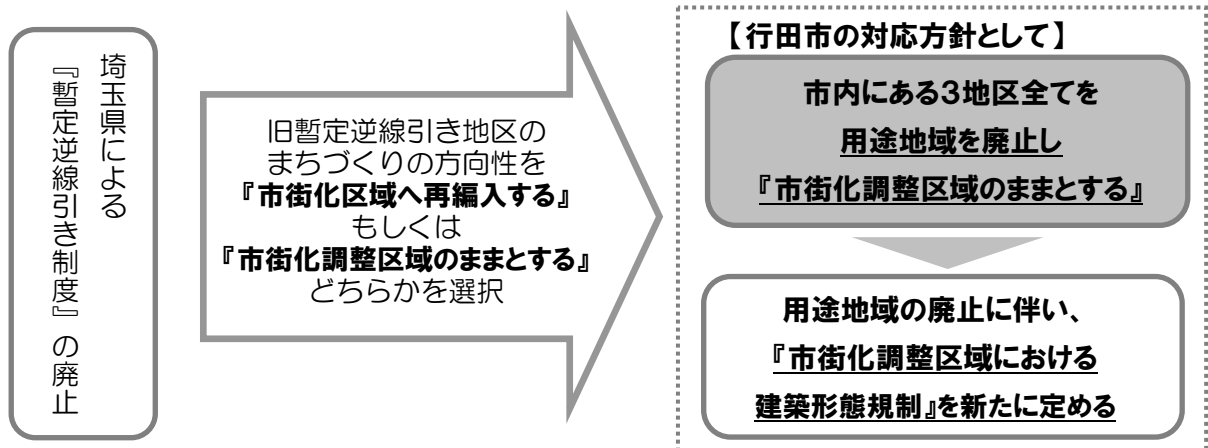 埼玉県による
『暫定逆線引き制度』の廃止
旧暫定逆線引き地区の
まちづくりの方向性を
『市街化区域へ再編入する』
もしくは
『市街化調整区域のままとする』
どちらかを選択
【行田市の対応方針として】
市内にある3地区全てを
用途地域を廃止し
『市街化調整区域のままとする』
用途地域の廃止に伴い、
『市街化調整区域における
建築形態規制』を新たに定める